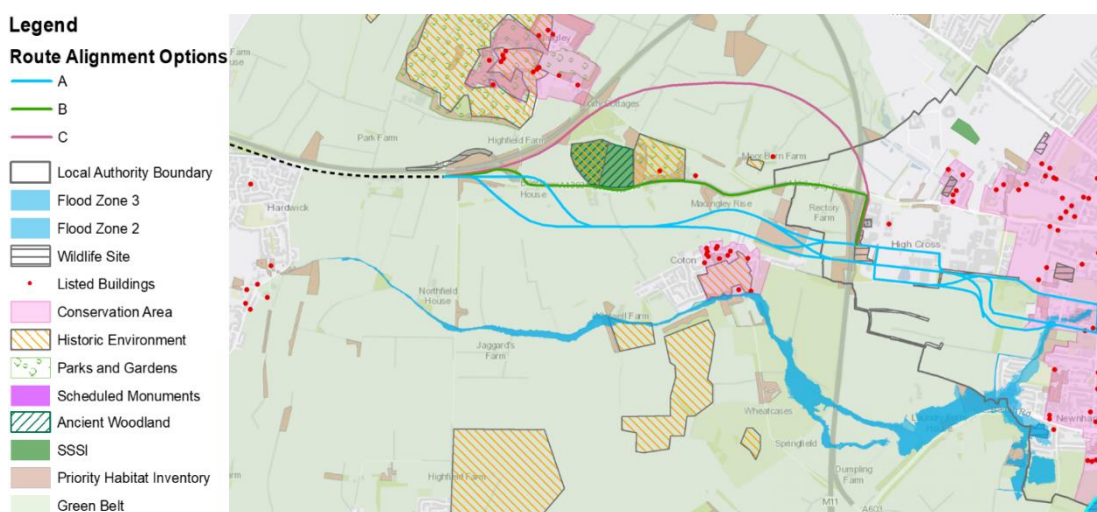 Legend
Route Alignment Options
A
B
C
Local Authority Boundary
Flood Zone 3
Flood Zone 2
Wildlife Site
Listed Buildings
Conservation Area
Historic Environment
Parks and Gardens
Scheduled Monuments
Ancient Woodland
SSSI
Priority Habitat Inventory
Green Belt
Park Farm
Highfield Farm
Cottages
Moor Barn Farm
House
Hardwick
Madingley Rise
Rectory
Farm
High Cross
Coton
Northfield
House
Jaggard's
Farm
Wheatcases
Springfield
Highfield Farm
Dumpling
Farm
M11
A603
Newnham